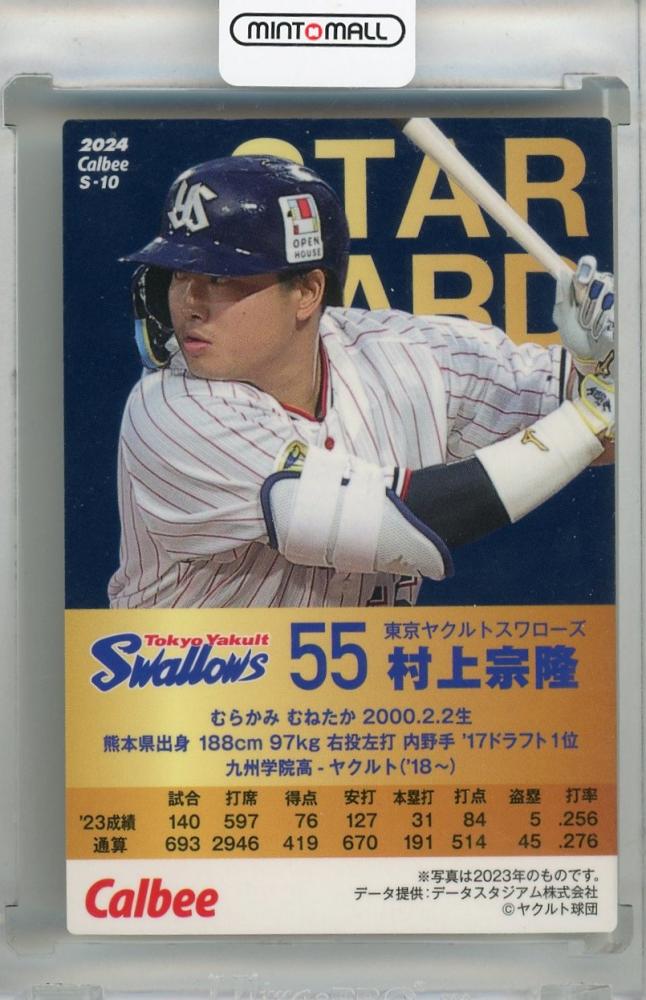 MINT MALL
2024
Calbee
S-10
STAR
CARD
YS
OPEN
HOUSE
Tokyo Yakult
Swallows
55
東京ヤクルトスワローズ
村上宗隆
むらかみ むねたか 2000.2.2生
熊本県出身 188cm 97kg 右投左打 内野手 '17ドラフト1位
九州学院高-ヤクルト('18~)
試合 打席 得点 安打 本塁打 打点 盗塁 打率
'23成績 140 597 76 127 31 84 5 .256
通算 693 2946 419 670 191 514 45 .276
Calbee
※写真は2023年のものです。
データ提供:データスタジアム株式会社
©ヤクルト球団